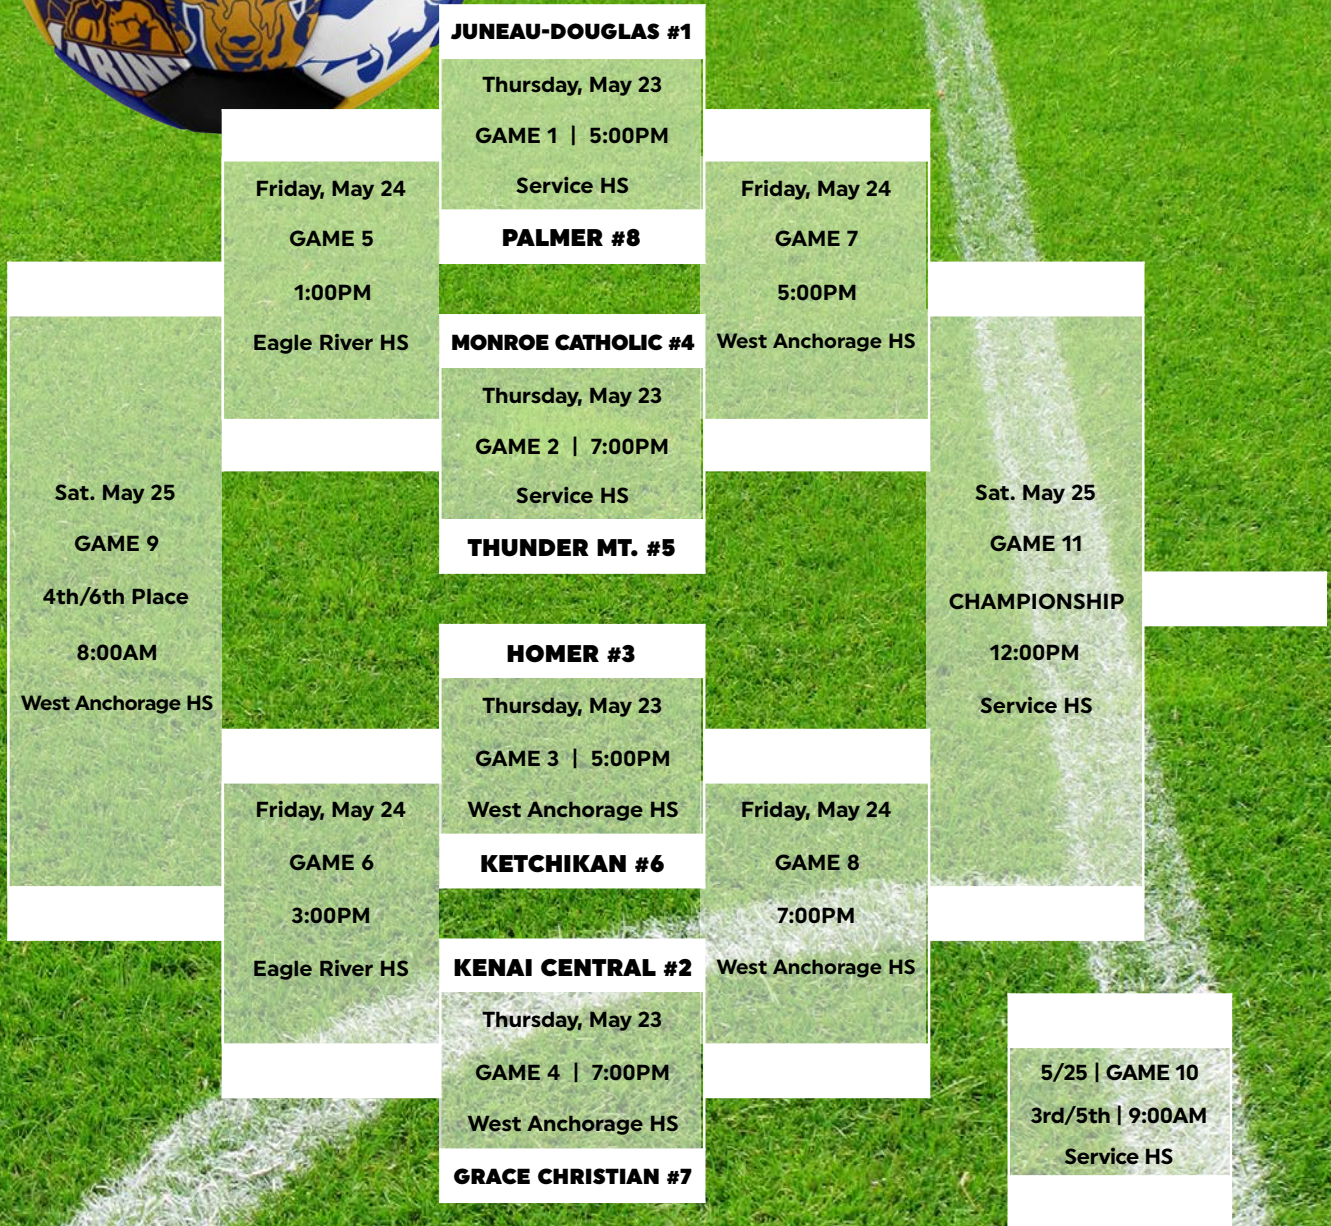 ARINE
JUNEAU-DOUGLAS #1
Thursday, May 23
GAME 1 | 5:00PM
Service HS
PALMER #8
Friday, May 24
GAME 5
1:00PM
Eagle River HS
Friday, May 24
GAME 7
5:00PM
West Anchorage HS
MONROE CATHOLIC #4
Thursday, May 23
GAME 2 | 7:00PM
Service HS
THUNDER MT. #5
Sat. May 25
GAME 9
4th/6th Place
8:00AM
West Anchorage HS
Sat. May 25
GAME 11
CHAMPIONSHIP
12:00PM
Service HS
HOMER #3
Thursday, May 23
GAME 3 | 5:00PM
West Anchorage HS
KETCHIKAN #6
Friday, May 24
GAME 6
3:00PM
Eagle River HS
Friday, May 24
GAME 8
7:00PM
West Anchorage HS
KENAI CENTRAL #2
Thursday, May 23
GAME 4 | 7:00PM
West Anchorage HS
GRACE CHRISTIAN #7
5/25 | GAME 10
3rd/5th | 9:00AM
Service HS